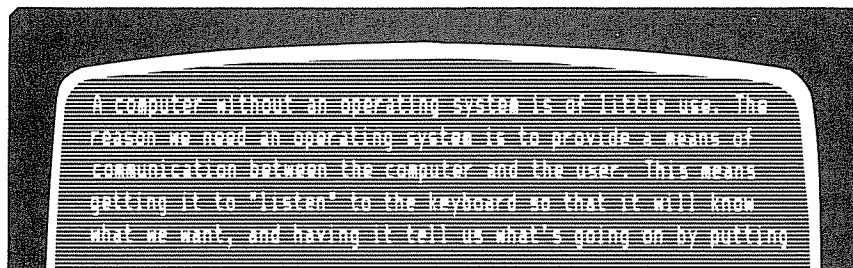 A computer without an operating system is of little use. The
reason we need an operating system is to provide a means of
communication between the computer and the user. This means
getting it to "listen" to the keyboard so that it will know
what we want, and having it tell us what's going on by putting